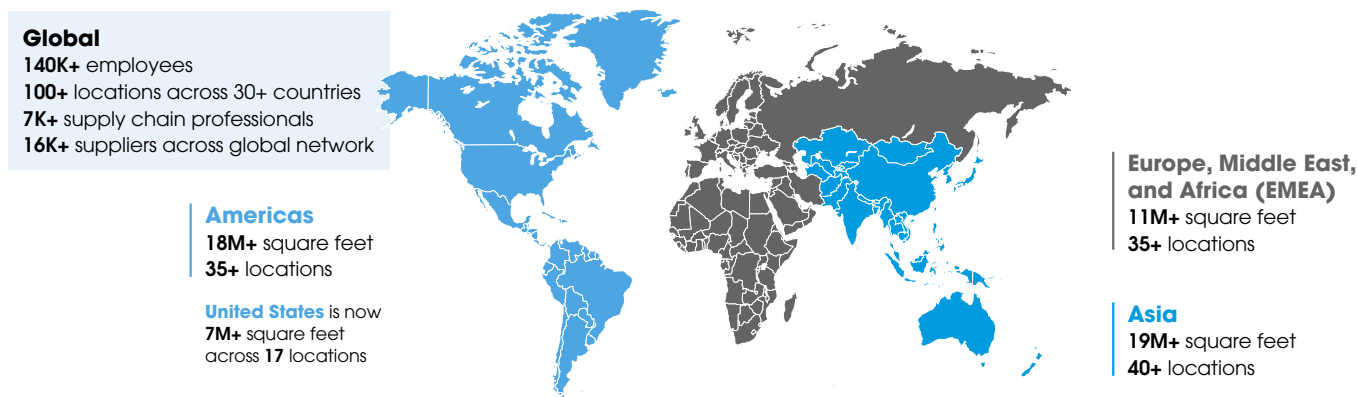 Global
140K+ employees
100+ locations across 30+ countries
7K+ supply chain professionals
16K+ suppliers across global network
Americas
18M+ square feet
35+ locations
United States is now
7M+ square feet
across 17 locations
Europe, Middle East,
and Africa (EMEA)
11M+ square feet
35+ locations
Asia
19M+ square feet
40+ locations